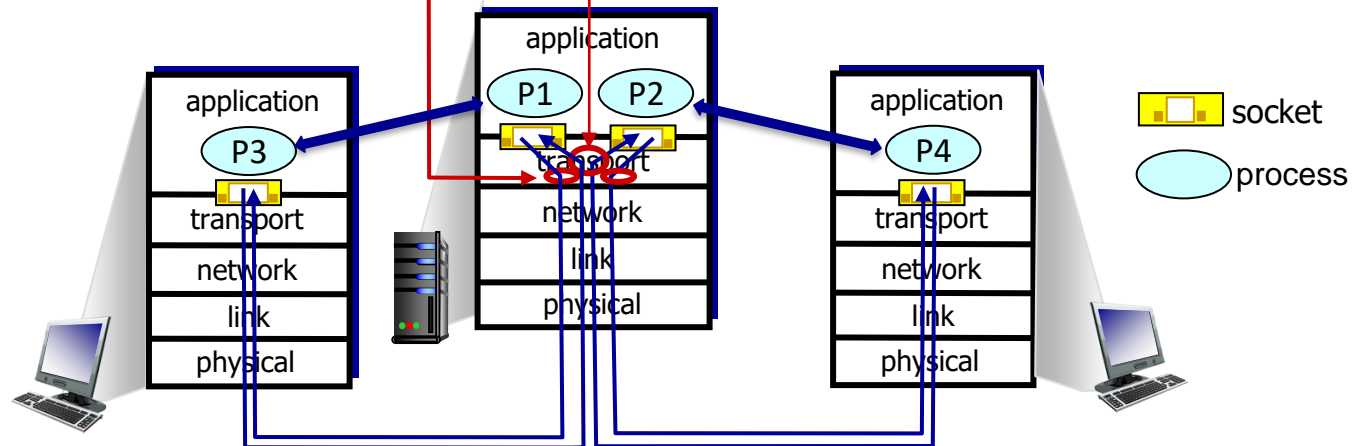 application
P3
transport
network
link
physical
application
P1
P2
transport
network
link
physical
application
P4
transport
network
link
physical
socket
process